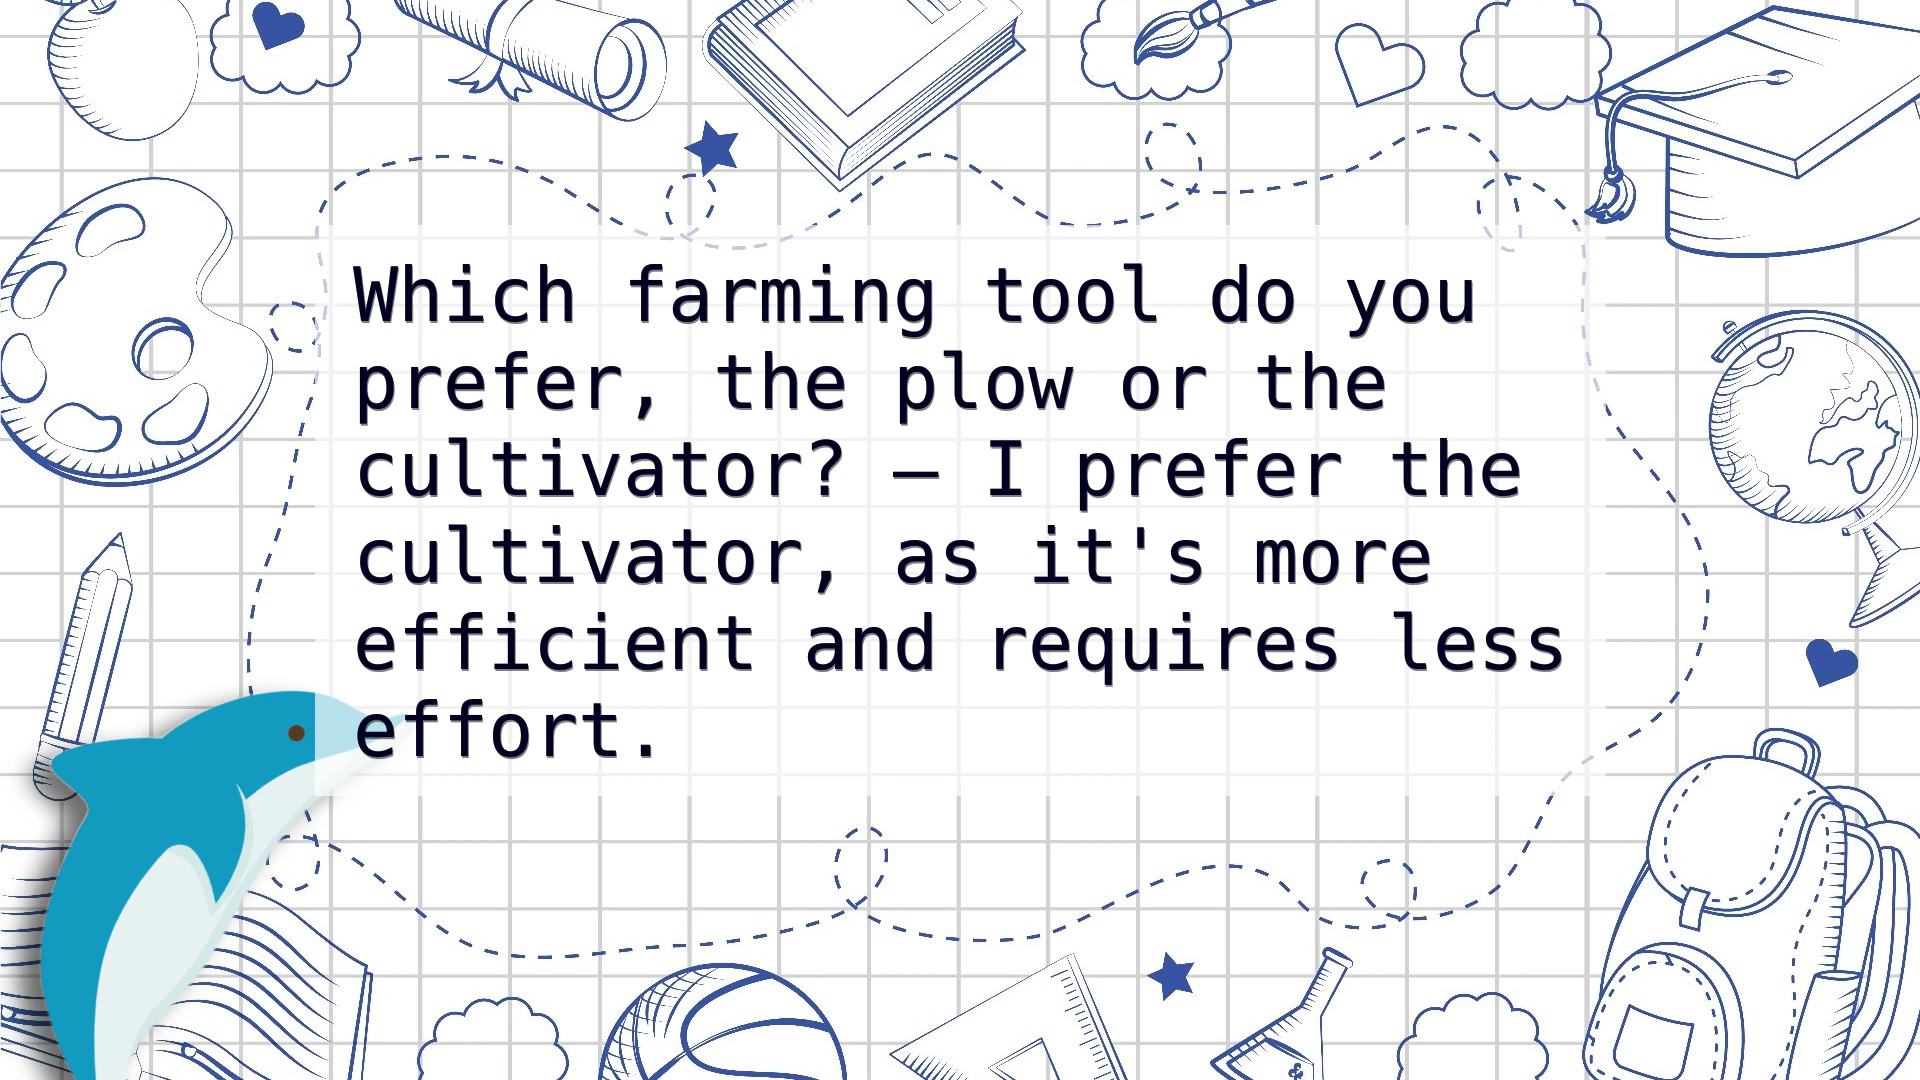 Which farming tool do you
prefer, the plow or the
cultivator? – I prefer the
cultivator, as it's more
efficient and requires less
effort.